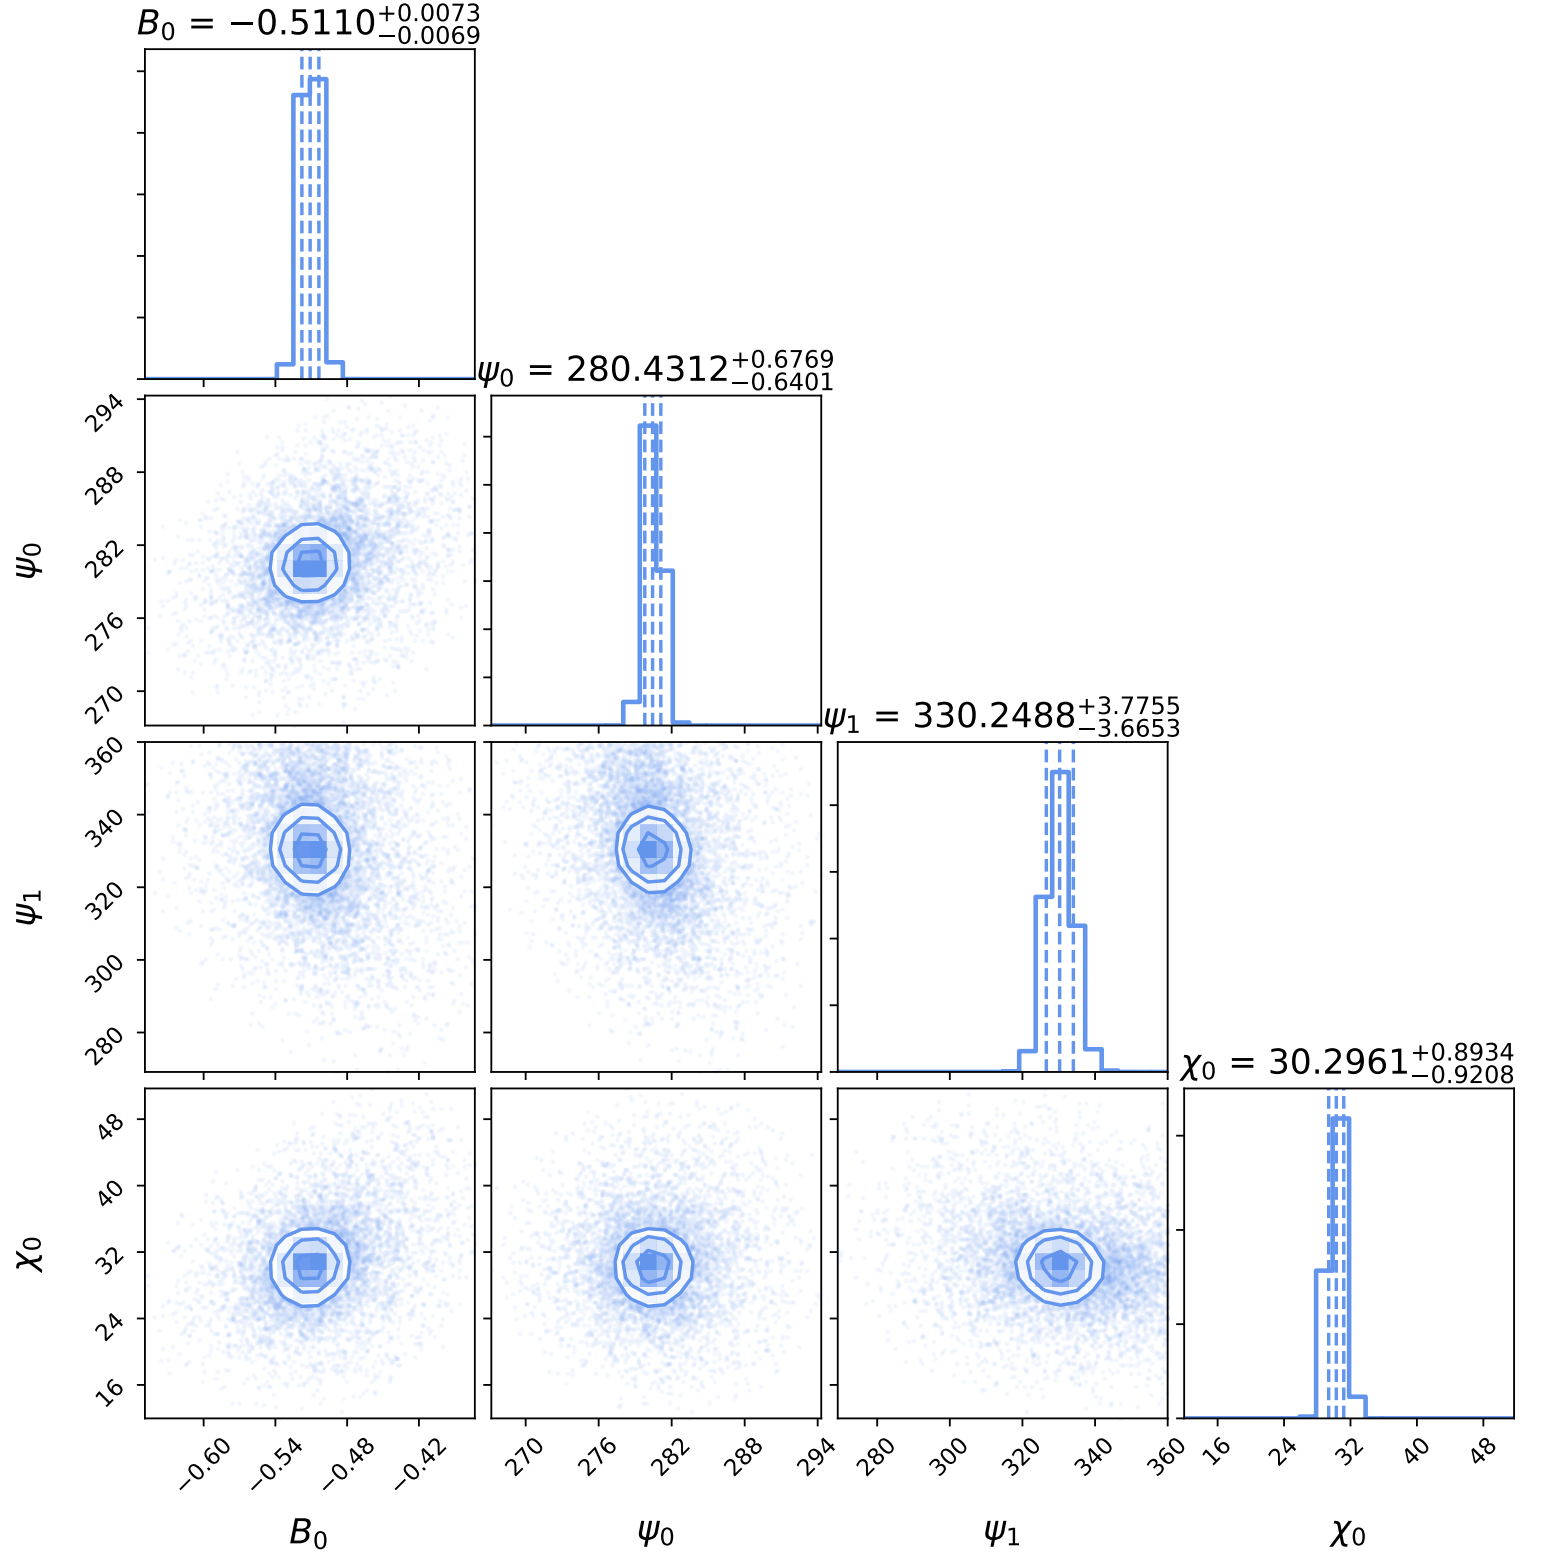 B₀ = −0.5110⁺⁰·⁰⁰⁷³₋₀.₀₀₆₉
ψ₀ = 280.4312⁺⁰·⁶⁷⁶⁹₋₀.₆₄₀₁
294
288
282
276
270
ψ₀
ψ₁ = 330.2488⁺³·⁷⁷⁵⁵₋₃.₆₆₅₃
360
340
320
300
280
ψ₁
χ₀ = 30.2961⁺⁰·⁸⁹³⁴₋₀.₉₂₀₈
48
40
32
24
16
χ₀
−0.60 −0.54 −0.48 −0.42
270 276 282 288 294
280 300 320 340 360
16 24 32 40 48
B₀ ψ₀ ψ₁ χ₀